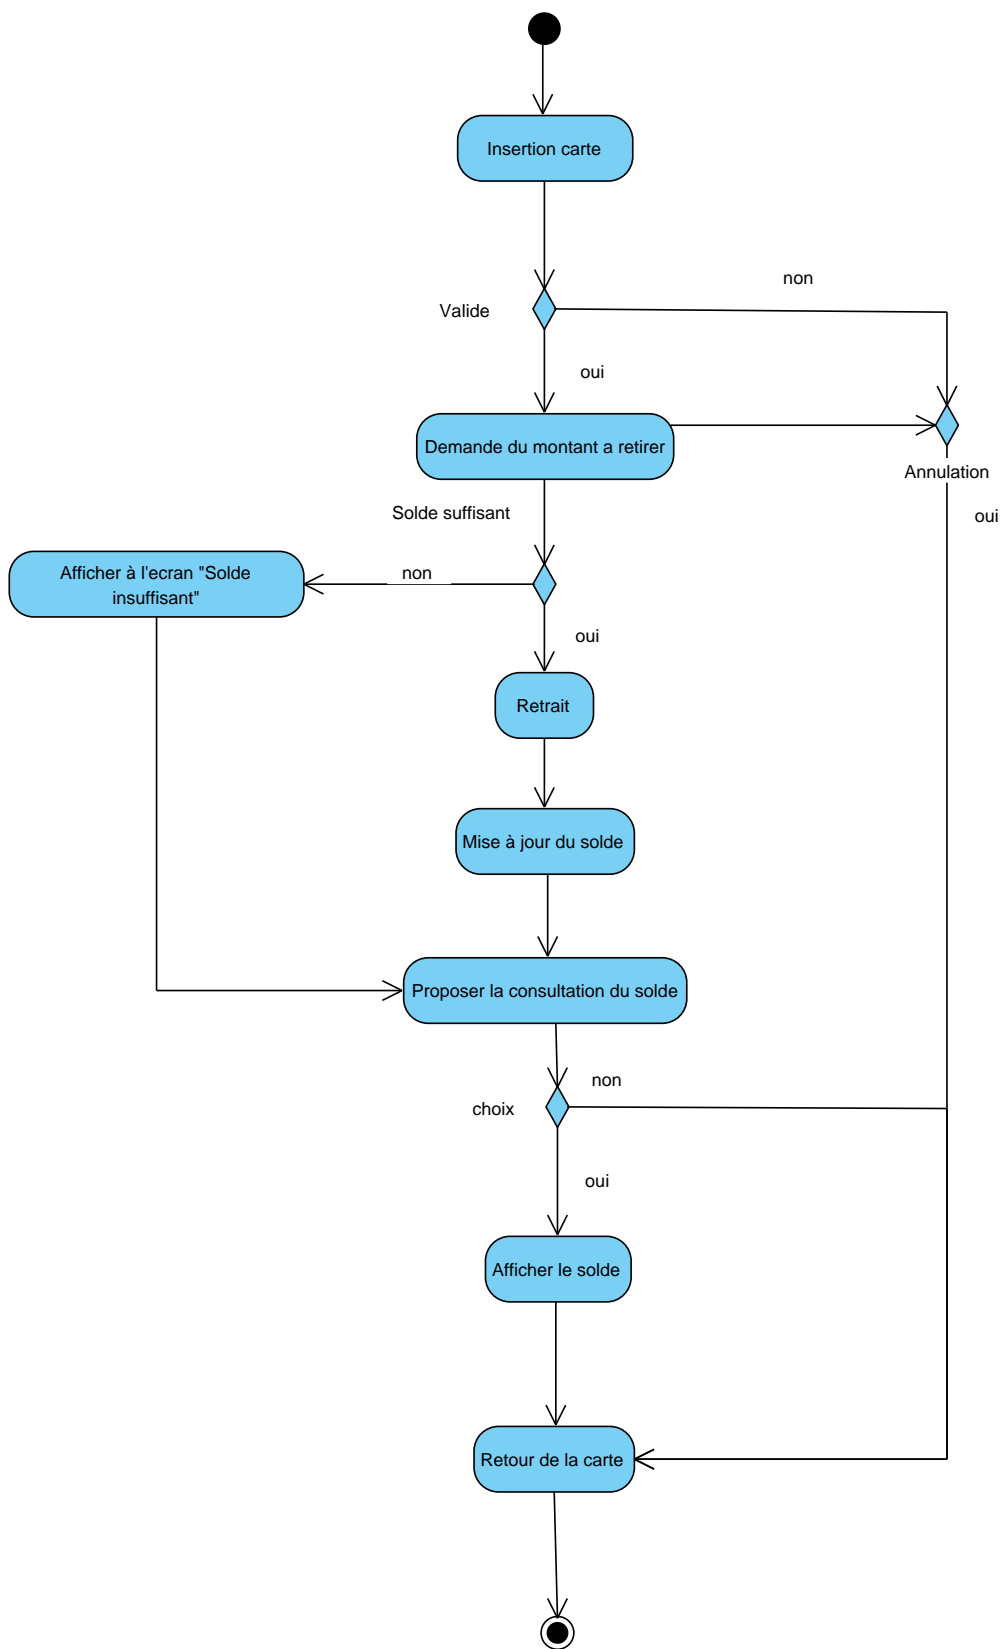 Insertion carte
non
Valide
oui
Demande du montant a retirer
Annulation
Solde suffisant
oui
Afficher à l'ecran "Solde
insuffisant"
non
oui
Retrait
Mise à jour du solde
Proposer la consultation du solde
non
choix
oui
Afficher le solde
Retour de la carte